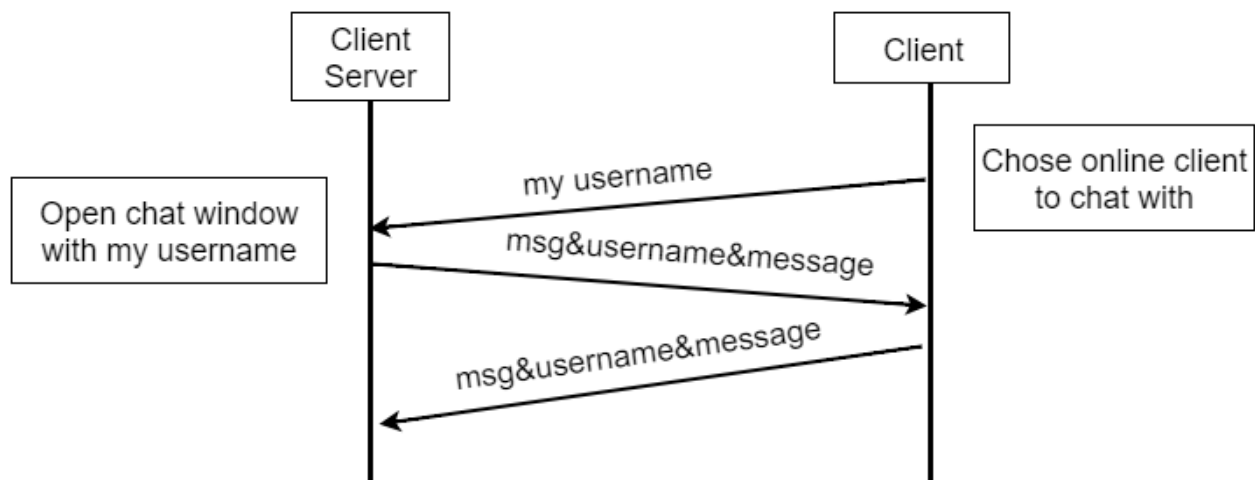 Client
Server
Client
Chose online client
to chat with
my username
Open chat window
with my username
msg&username&message
msg&username&message